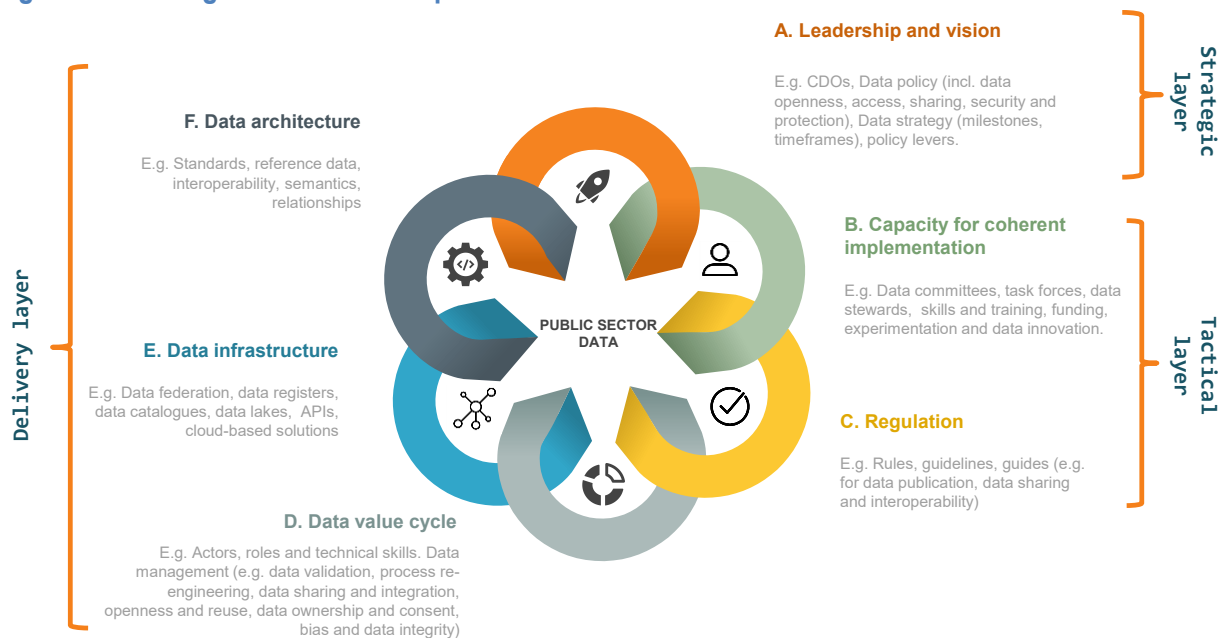 A. Leadership and vision
E.g. CDOs, Data policy (incl. data
openness, access, sharing, security and
protection), Data strategy (milestones,
timeframes), policy levers.
Strategic
layer
F. Data architecture
E.g. Standards, reference data,
interoperability, semantics,
relationships
B. Capacity for coherent
implementation
E.g. Data committees, task forces, data
stewards, skills and training, funding,
experimentation and data innovation.
Tactical
layer
PUBLIC SECTOR
DATA
Delivery layer
E. Data infrastructure
E.g. Data federation, data registers,
data catalogues, data lakes, APIs,
cloud-based solutions
C. Regulation
E.g. Rules, guidelines, guides (e.g.
for data publication, data sharing
and interoperability)
D. Data value cycle
E.g. Actors, roles and technical skills. Data
management (e.g. data validation, process re-
engineering, data sharing and integration,
openness and reuse, data ownership and consent,
bias and data integrity)